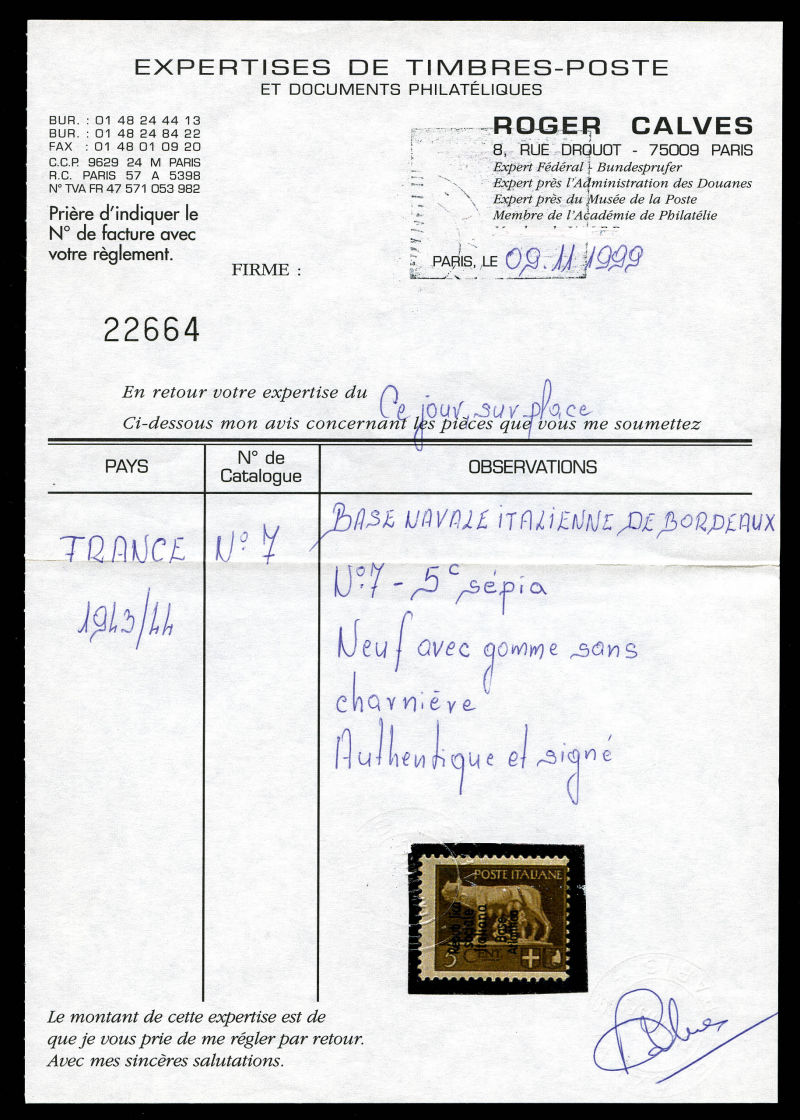 EXPERTISES DE TIMBRES-POSTE
ET DOCUMENTS PHILATÉLIQUES
BUR. : 01 48 24 44 13
BUR. : 01 48 24 84 22
FAX : 01 48 01 09 20
C.C.P. 9629 24 M PARIS
R.C. PARIS 57 A 5398
N° TVA FR 47 571 053 982
Prière d'indiquer le
N° de facture avec
votre règlement.
ROGER CALVES
8, RUE DROUOT - 75009 PARIS
Expert Fédéral - Bundesprufer
Expert près l'Administration des Douanes
Expert près du Musée de la Poste
Membre de l'Académie de Philatélie
PARIS, LE 09.11 1999
FIRME :
22664
En retour votre expertise du Ce jour, sur place
Ci-dessous mon avis concernant les pièces que vous me soumettez
PAYS
N° de
Catalogue
OBSERVATIONS
FRANCE
1943/44
N° 7
BASE NAVALE ITALIENNE DE BORDEAUX
N°7 - 5c sépia
Neuf avec gomme sans
charnière
Authentique et signé
POSTE ITALIANE
Repubblica
sociale
italiana
Base
Atlantica
5 CENT.
Le montant de cette expertise est de
que je vous prie de me régler par retour.
Avec mes sincères salutations.